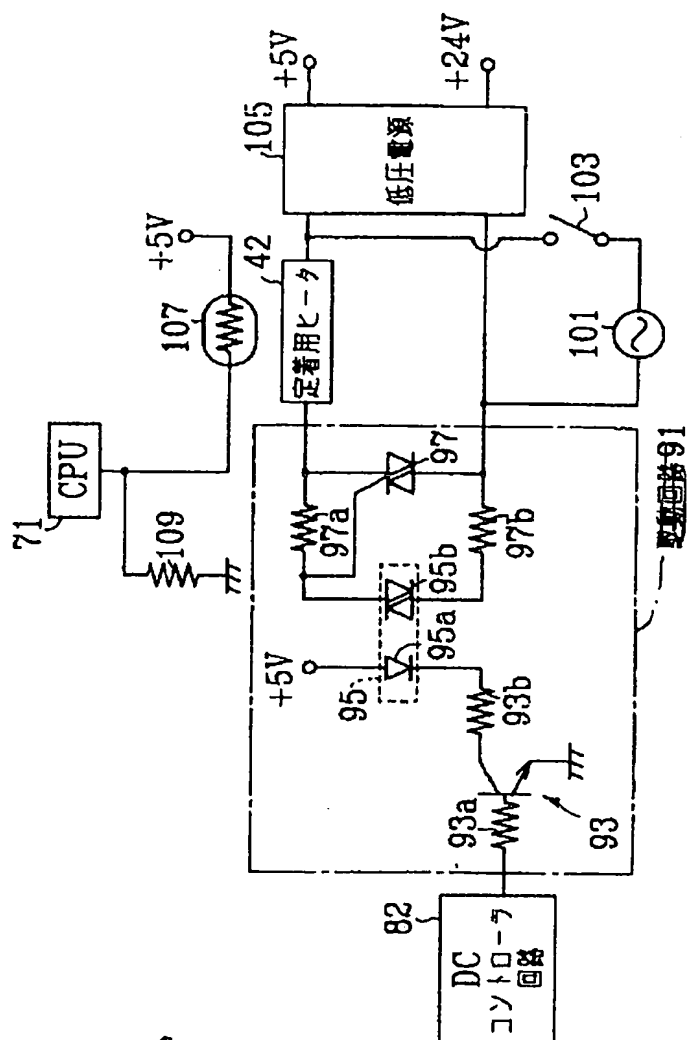 +5V
+24V
105
低圧電源
103
+5V
107
42
定着用ヒータ
101
CPU
71
109
97
97a
97b
駆動回路91
95b
95a
95
+5V
93b
93a
93
82
DC
コントローラ
回路